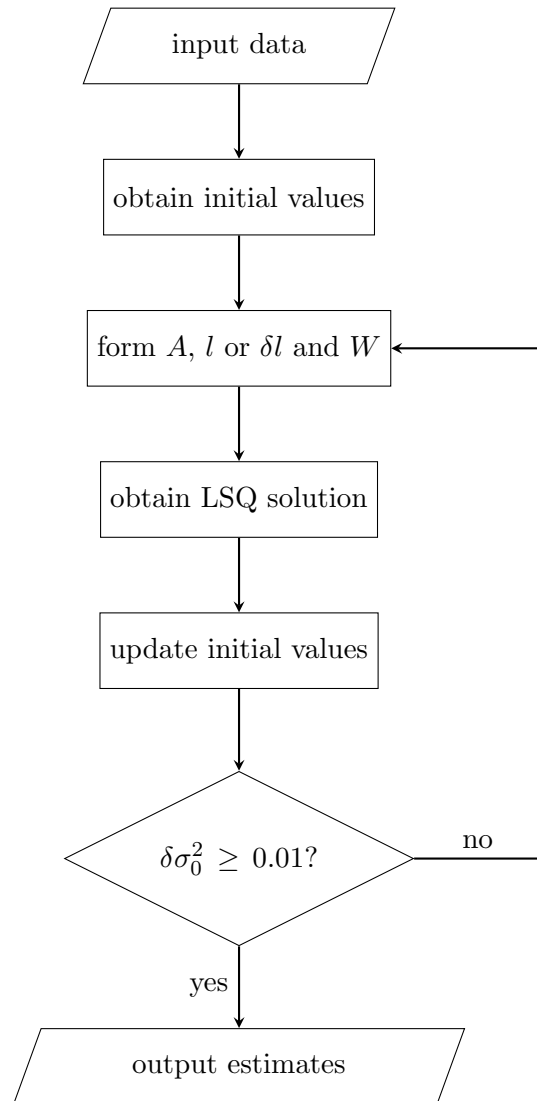 input data
obtain initial values
form A, l or δl and W
obtain LSQ solution
update initial values
δσ₀² ≥ 0.01?
no
yes
output estimates